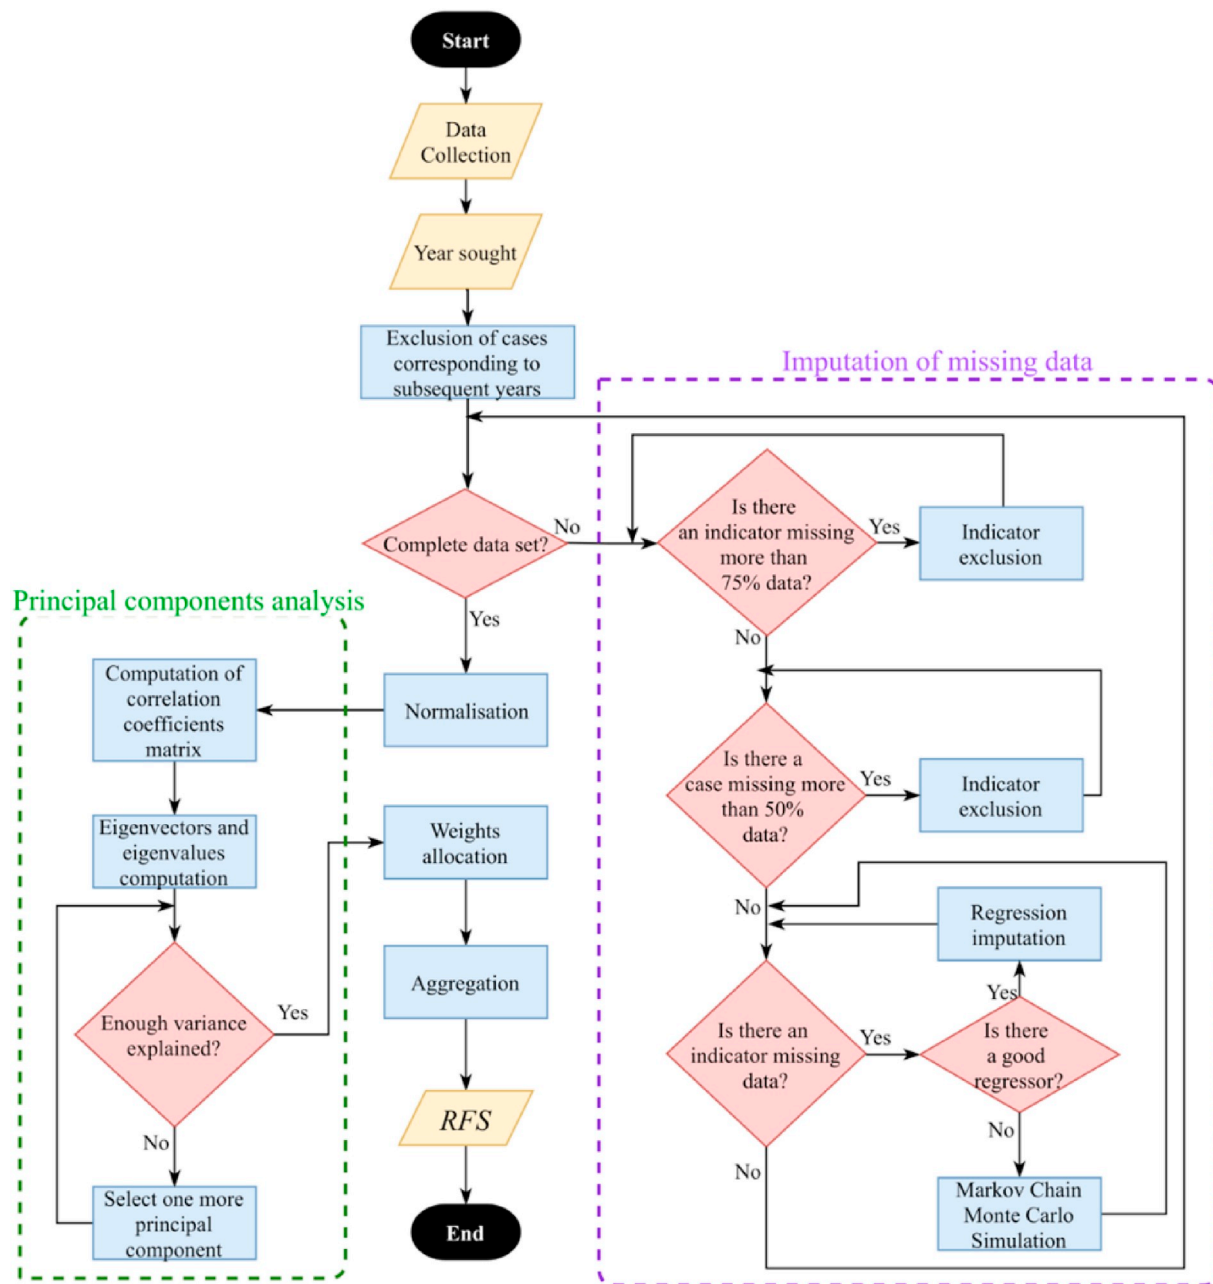 Start
Data
Collection
Year sought
Exclusion of cases
corresponding to
subsequent years
Imputation of missing data
Complete data set?
No
Yes
Is there
an indicator missing
more than
75% data?
Yes
Indicator
exclusion
No
Principal components analysis
Computation of
correlation
coefficients
matrix
Normalisation
Is there a
case missing more
than 50%
data?
Yes
Indicator
exclusion
No
Eigenvectors and
eigenvalues
computation
Weights
allocation
Regression
imputation
Yes
Enough variance
explained?
Yes
No
Aggregation
Is there an
indicator missing
data?
Yes
Is there
a good
regressor?
No
No
RFS
Select one more
principal
component
Markov Chain
Monte Carlo
Simulation
End